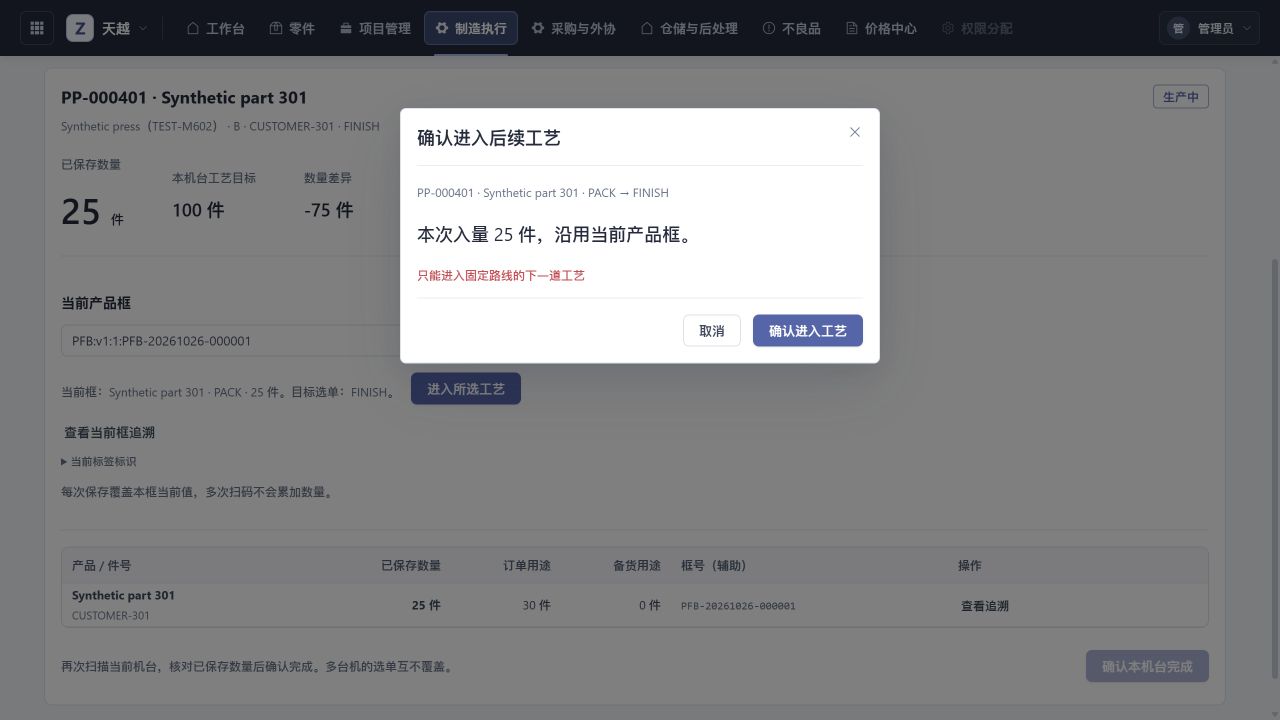 Z 天越 工作台 零件 项目管理 制造执行 采购与外协 仓储与后处理 不良品 价格中心 权限分配 管 管理员
PP-000401 · Synthetic part 301
生产中
Synthetic press（TEST-M602） · B · CUSTOMER-301 · FINISH
已保存数量
25 件
本机台工艺目标
100 件
数量差异
-75 件
确认进入后续工艺
PP-000401 · Synthetic part 301 · PACK → FINISH
本次入量 25 件，沿用当前产品框。
只能进入固定路线的下一道工艺
取消 确认进入工艺
当前产品框
PFB:v1:1:PFB-20261026-000001
当前框：Synthetic part 301 · PACK · 25 件。目标选单：FINISH。
进入所选工艺
查看当前框追溯
当前标签标识
每次保存覆盖本框当前值，多次扫码不会累加数量。
产品 / 件号 已保存数量 订单用途 备货用途 框号（辅助） 操作
Synthetic part 301
CUSTOMER-301
25 件 30 件 0 件 PFB-20261026-000001 查看追溯
再次扫描当前机台，核对已保存数量后确认完成。多台机的选单互不覆盖。
确认本机台完成